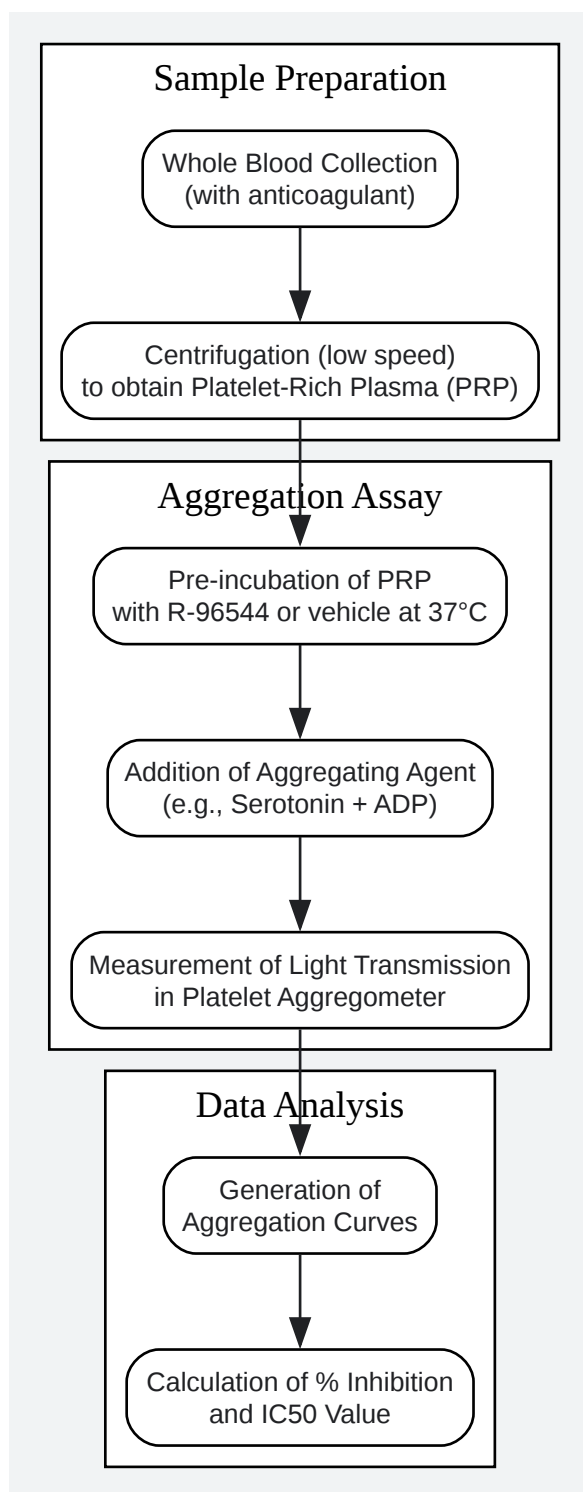 Sample Preparation
Whole Blood Collection
(with anticoagulant)
Centrifugation (low speed)
to obtain Platelet-Rich Plasma (PRP)
Aggregation Assay
Pre-incubation of PRP
with R-96544 or vehicle at 37°C
Addition of Aggregating Agent
(e.g., Serotonin + ADP)
Measurement of Light Transmission
in Platelet Aggregometer
Data Analysis
Generation of
Aggregation Curves
Calculation of % Inhibition
and IC50 Value